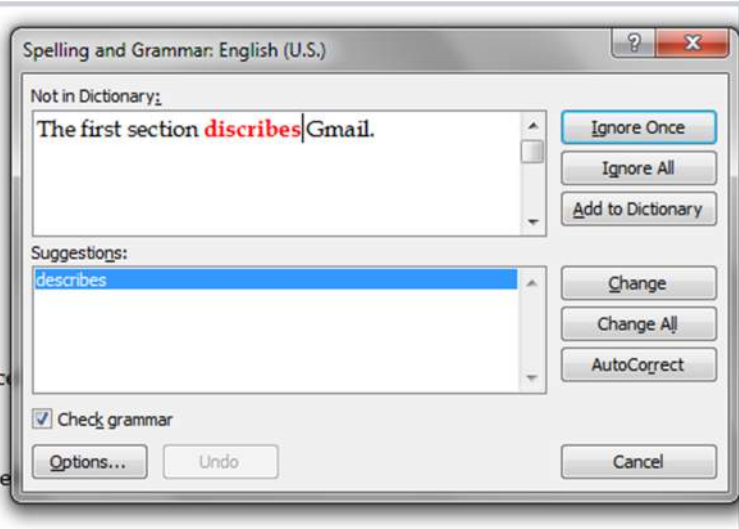 Spelling and Grammar: English (U.S.)
Not in Dictionary:
The first section discribes Gmail.
Ignore Once
Ignore All
Add to Dictionary
Suggestions:
describes
Change
Change All
AutoCorrect
Check grammar
Options...
Undo
Cancel